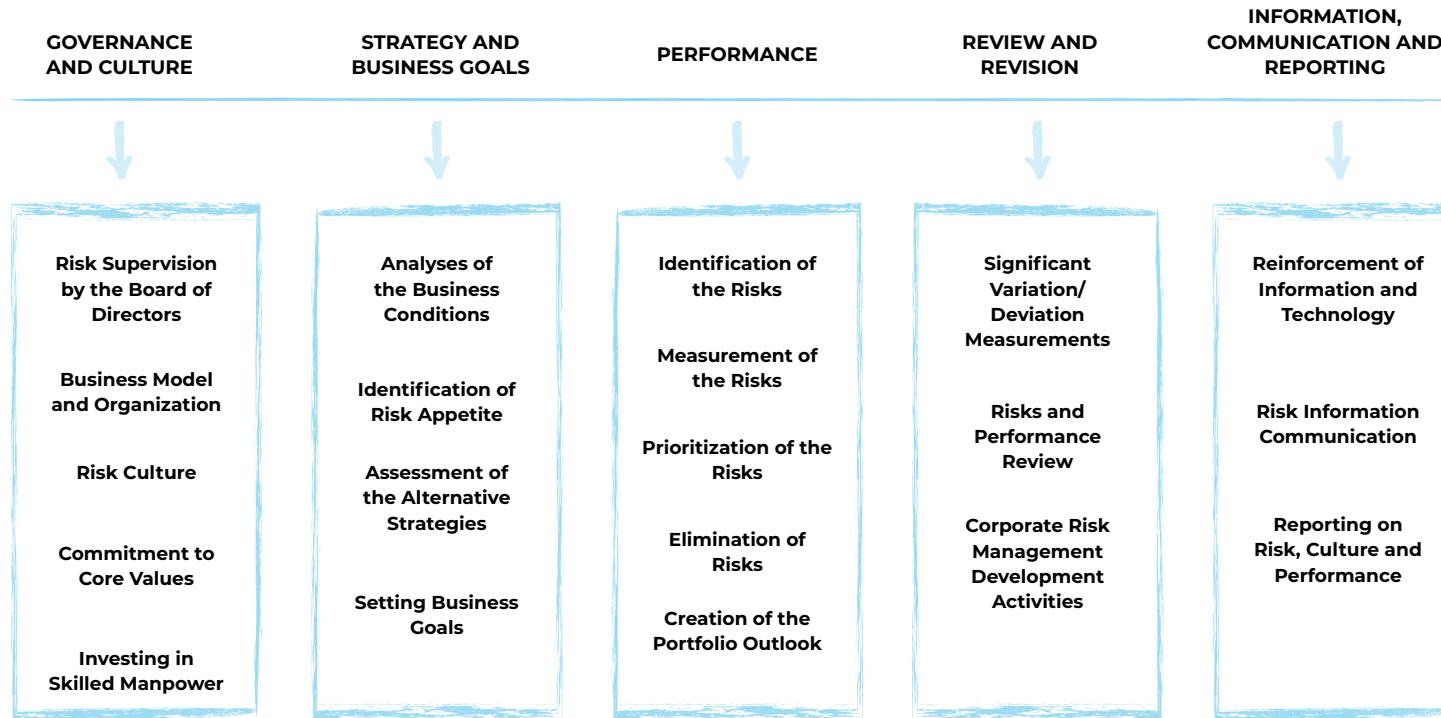 GOVERNANCE
AND CULTURE
STRATEGY AND
BUSINESS GOALS
PERFORMANCE
REVIEW AND
REVISION
INFORMATION,
COMMUNICATION AND
REPORTING
Risk Supervision
by the Board of
Directors
Business Model
and Organization
Risk Culture
Commitment to
Core Values
Investing in
Skilled Manpower
Analyses of
the Business
Conditions
Identification of
Risk Appetite
Assessment of
the Alternative
Strategies
Setting Business
Goals
Identification of
the Risks
Measurement of
the Risks
Prioritization of the
Risks
Elimination of
Risks
Creation of the
Portfolio Outlook
Significant
Variation/
Deviation
Measurements
Risks and
Performance
Review
Corporate Risk
Management
Development
Activities
Reinforcement of
Information and
Technology
Risk Information
Communication
Reporting on
Risk, Culture and
Performance